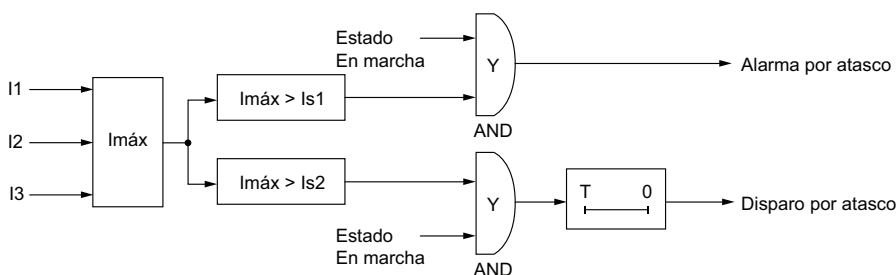 Estado
En marcha
Y
Alarma por atasco
I1
Imáx > Is1
I2
Imáx
AND
I3
Imáx > Is2
Y
T 0
Disparo por atasco
Estado
En marcha
AND